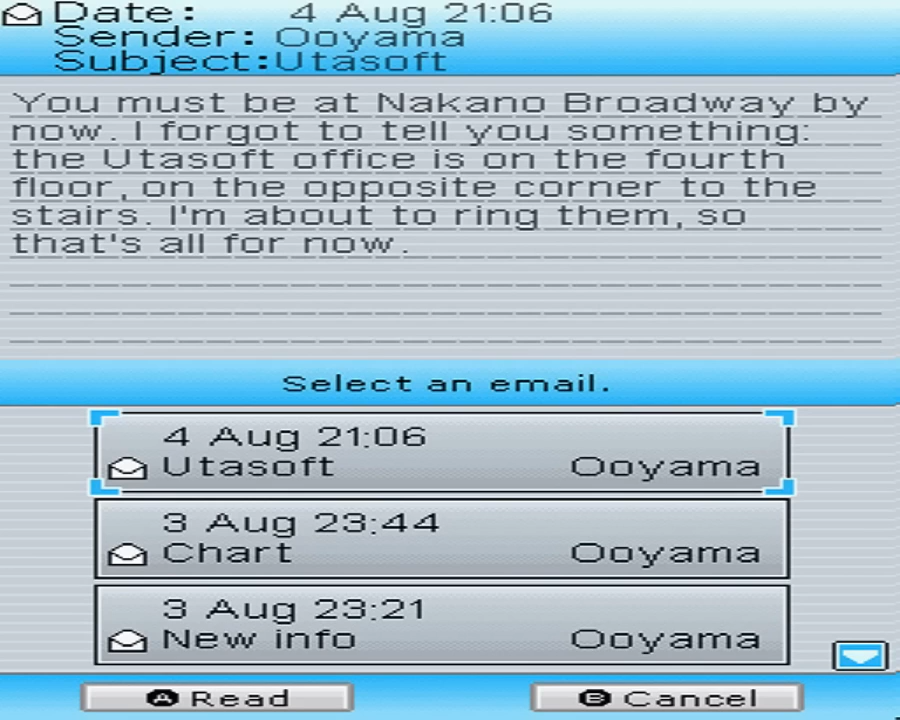 Date: 4 Aug 21:06
Sender: Ooyama
Subject: Utasoft
You must be at Nakano Broadway by
now. I forgot to tell you something:
the Utasoft office is on the fourth
floor, on the opposite corner to the
stairs. I'm about to ring them, so
that's all for now.
Select an email.
4 Aug 21:06
Utasoft Ooyama
3 Aug 23:44
Chart Ooyama
3 Aug 23:21
New info Ooyama
A Read B Cancel